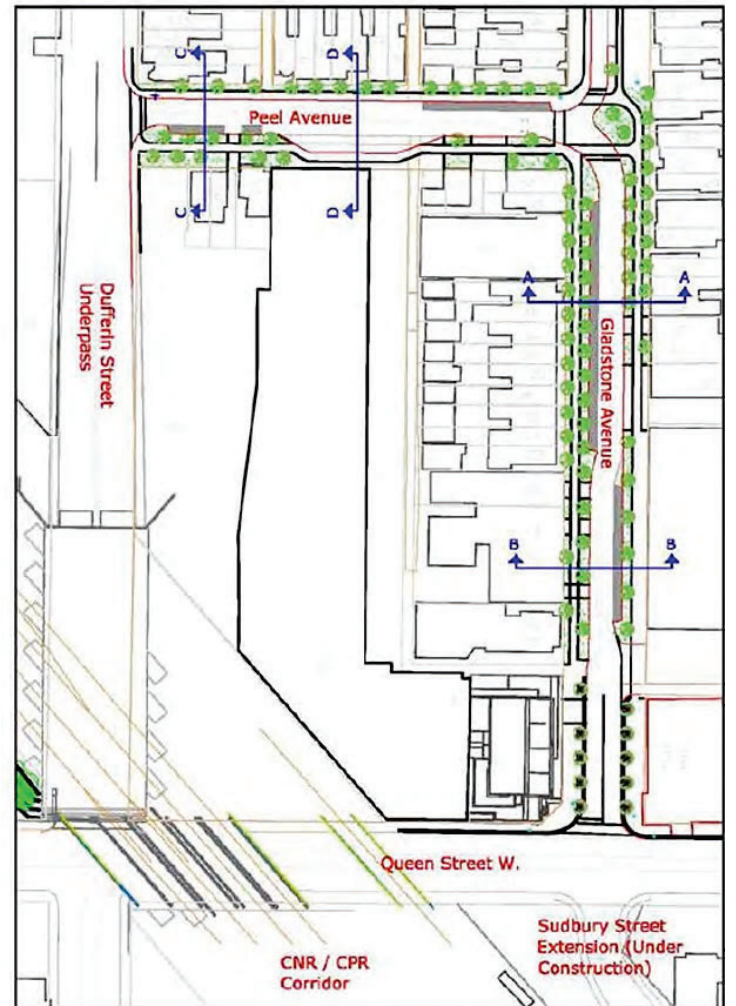 C
D
Peel Avenue
C
D
A
A
Dufferin Street
Underpass
Gladstone Avenue
B
B
Queen Street W.
Sudbury Street
Extension (Under
Construction)
CNR / CPR
Corridor